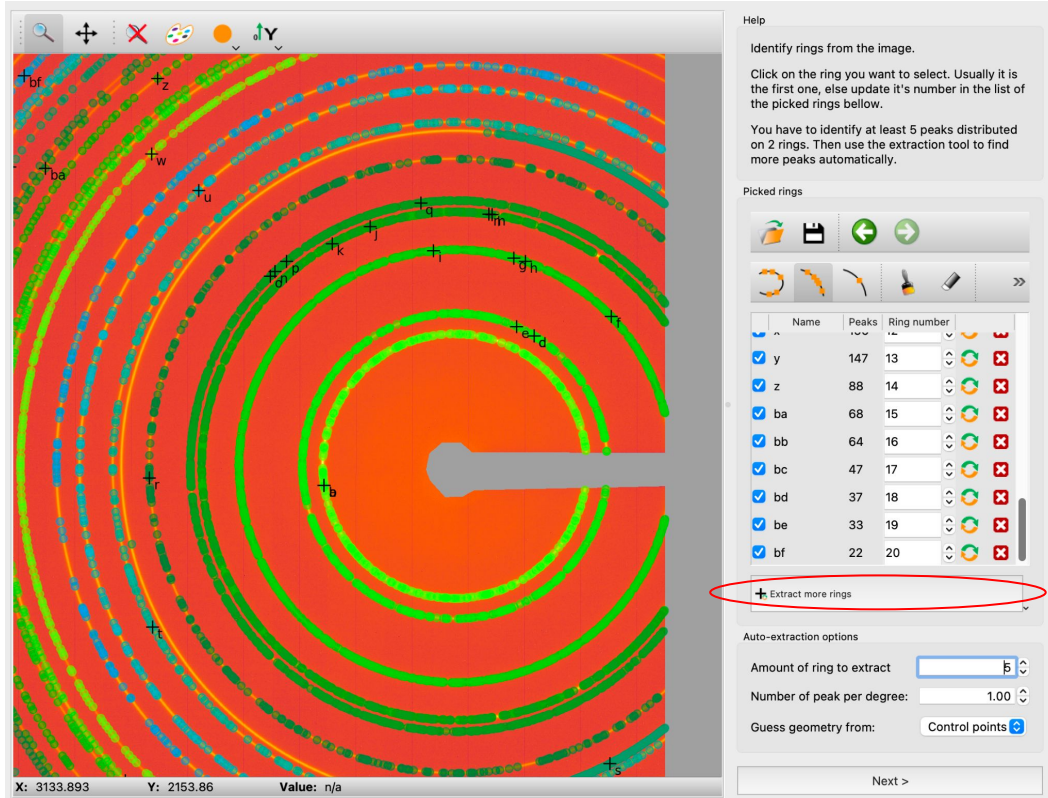 Help
Identify rings from the image.
Click on the ring you want to select. Usually it is
the first one, else update it's number in the list of
the picked rings bellow.
You have to identify at least 5 peaks distributed
on 2 rings. Then use the extraction tool to find
more peaks automatically.
Picked rings
»
Name Peaks Ring number
y 147 13
z 88 14
ba 68 15
bb 64 16
bc 47 17
bd 37 18
be 33 19
bf 22 20
Extract more rings
Auto-extraction options
Amount of ring to extract 5
Number of peak per degree: 1.00
Guess geometry from: Control points
Next >
Y
bf
z
w
ba
u
q
j
k
i
p
g h
f
e d
r
t
s
X: 3133.893 Y: 2153.86 Value: n/a